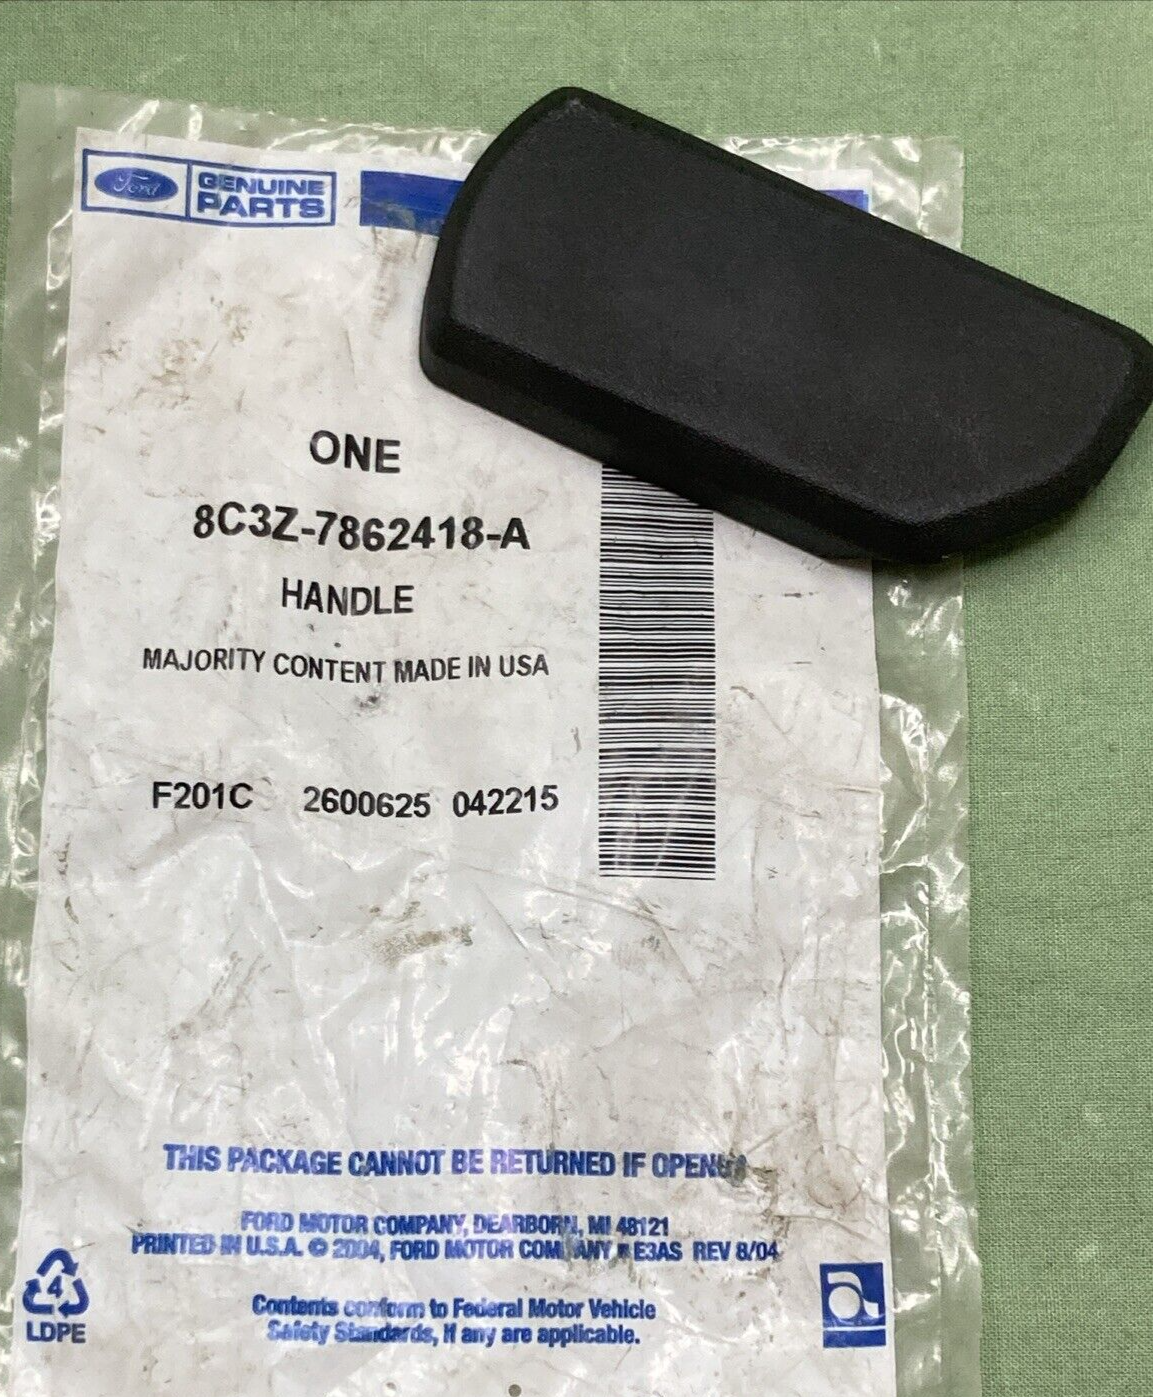 Ford
GENUINE
PARTS
ONE
8C3Z-7862418-A
HANDLE
MAJORITY CONTENT MADE IN USA
F201C 2600625 042215
THIS PACKAGE CANNOT BE RETURNED IF OPENED
FORD MOTOR COMPANY, DEARBORN, MI 48121
PRINTED IN U.S.A. © 2004, FORD MOTOR COMPANY E3AS REV 8/04
Contents conform to Federal Motor Vehicle
Safety Standards, if any are applicable.
4
LDPE
a